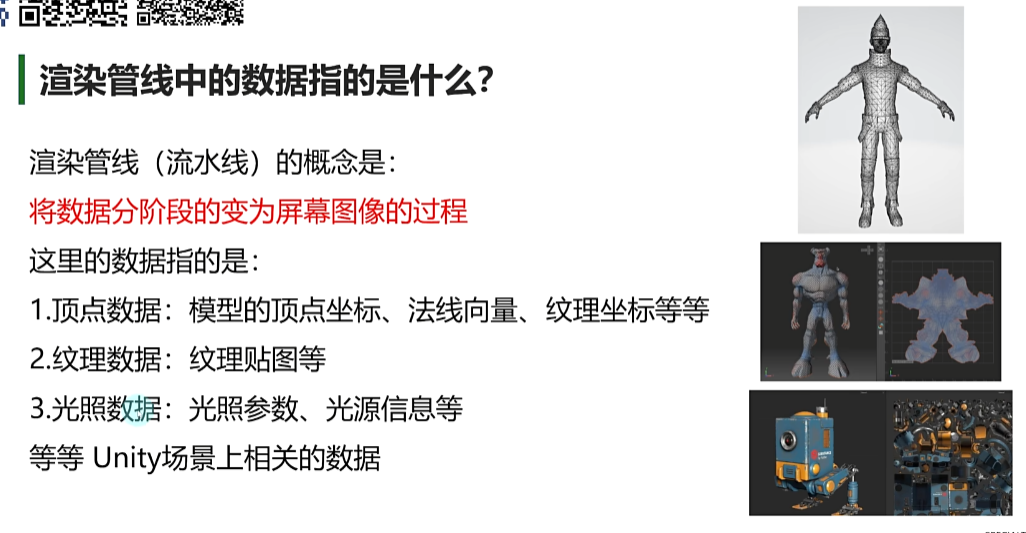 渲染管线中的数据指的是什么？
渲染管线（流水线）的概念是：
将数据分阶段的变为屏幕图像的过程
这里的数据指的是：
1.顶点数据：模型的顶点坐标、法线向量、纹理坐标等等
2.纹理数据：纹理贴图等
3.光照数据：光照参数、光源信息等
等等 Unity场景上相关的数据